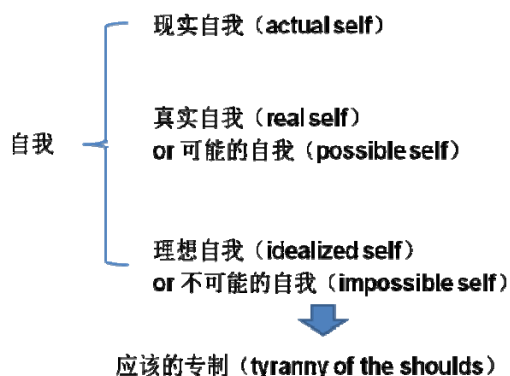 现实自我（actual self）
真实自我（real self）
or 可能的自我（possible self）
自我
理想自我（idealized self）
or 不可能的自我（impossible self）
应该的专制（tyranny of the shoulds）